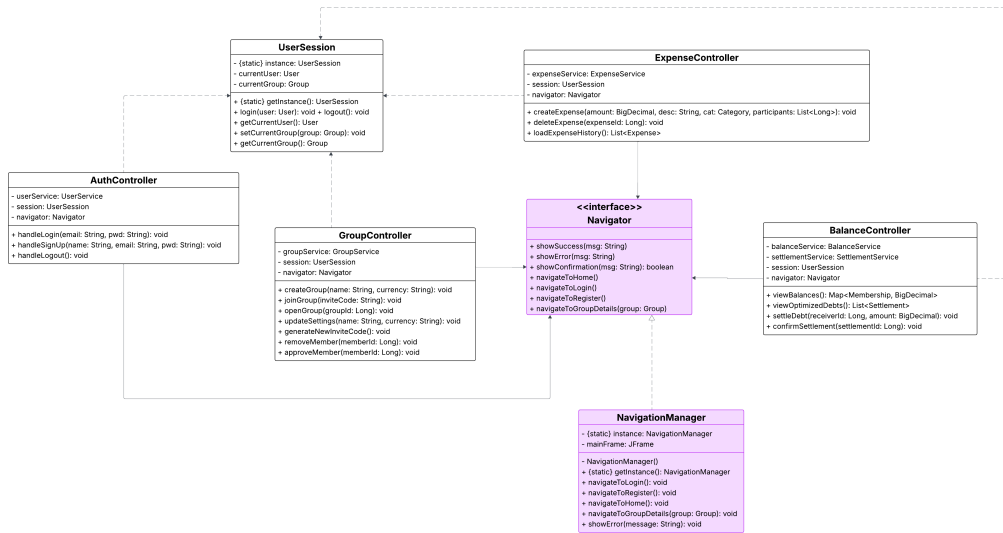 UserSession
- {static} instance: UserSession
- currentUser: User
- currentGroup: Group
+ {static} getInstance(): UserSession
+ login(user: User): void + logout(): void
+ getCurrentUser(): User
+ setCurrentGroup(group: Group): void
+ getCurrentGroup(): Group
ExpenseController
- expenseService: ExpenseService
- session: UserSession
- navigator: Navigator
+ createExpense(amount: BigDecimal, desc: String, cat: Category, participants: List<Long>): void
+ deleteExpense(expenseId: Long): void
+ loadExpenseHistory(): List<Expense>
AuthController
- userService: UserService
- session: UserSession
- navigator: Navigator
+ handleLogin(email: String, pwd: String): void
+ handleSignUp(name: String, email: String, pwd: String): void
+ handleLogout(): void
GroupController
- groupService: GroupService
- session: UserSession
- navigator: Navigator
+ createGroup(name: String, currency: String): void
+ joinGroup(inviteCode: String): void
+ openGroup(groupId: Long): void
+ updateSettings(name: String, currency: String): void
+ generateNewInviteCode(): void
+ removeMember(memberId: Long): void
+ approveMember(memberId: Long): void
<<interface>>
Navigator
+ showSuccess(msg: String)
+ showError(msg: String)
+ showConfirmation(msg: String): boolean
+ navigateToHome()
+ navigateToLogin()
+ navigateToRegister()
+ navigateToGroupDetails(group: Group)
BalanceController
- balanceService: BalanceService
- settlementService: SettlementService
- session: UserSession
- navigator: Navigator
+ viewBalances(): Map<Membership, BigDecimal>
+ viewOptimizedDebts(): List<Settlement>
+ settleDebt(receiverId: Long, amount: BigDecimal): void
+ confirmSettlement(settlementId: Long): void
NavigationManager
- {static} instance: NavigationManager
- mainFrame: JFrame
- NavigationManager()
+ {static} getInstance(): NavigationManager
+ navigateToLogin(): void
+ navigateToRegister(): void
+ navigateToHome(): void
+ navigateToGroupDetails(group: Group): void
+ showError(message: String): void